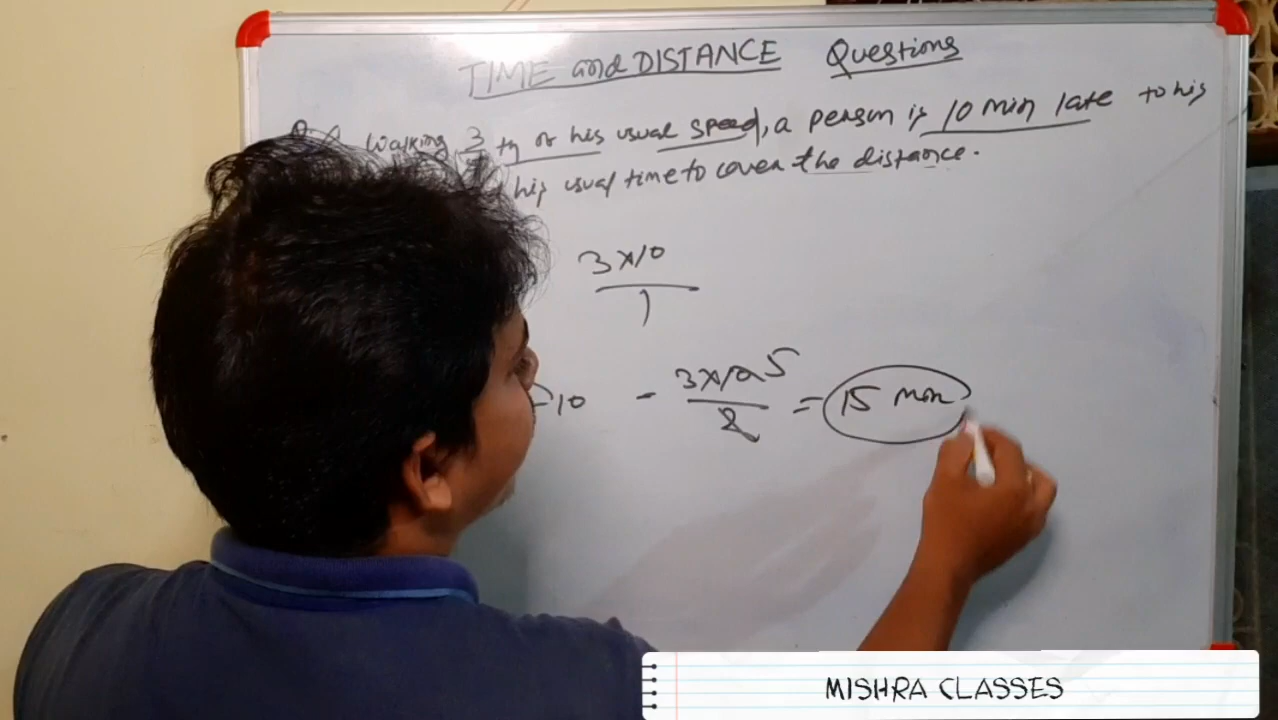 TIME and DISTANCE Questions
Walking 3/ th of his usual speed, a person is 10 min late to his
his usual time to cover the distance.
3×10
1
10 - 3×10 5 = 15 min
2
MISHRA CLASSES